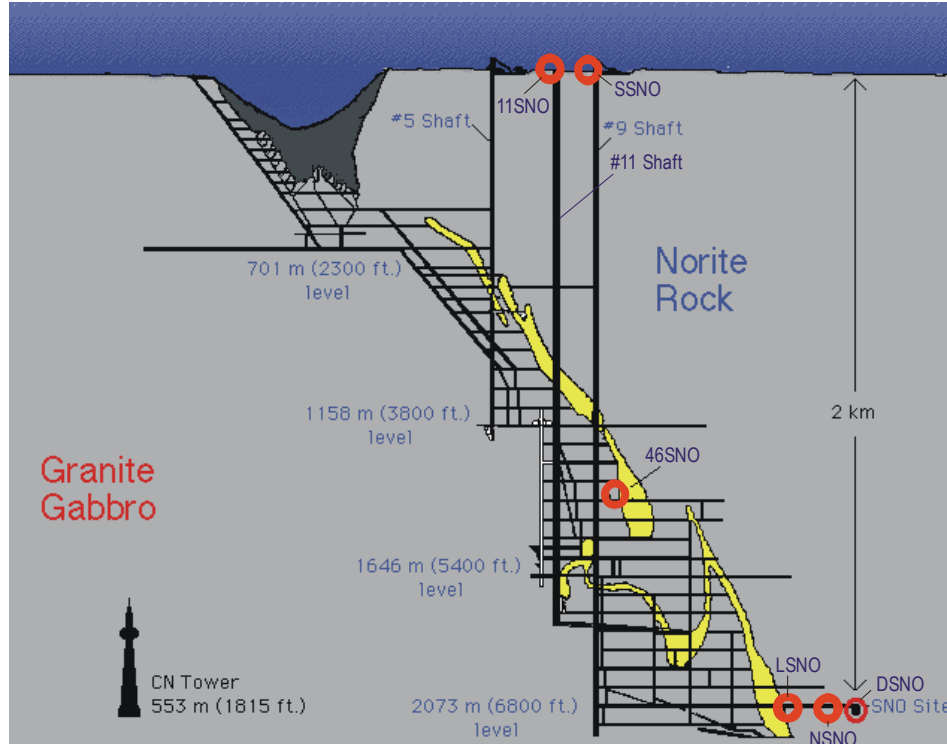 11SNO
SSNO
#5 Shaft
#9 Shaft
#11 Shaft
701 m (2300 ft.)
level
Norite
Rock
1158 m (3800 ft.)
level
2 km
46SNO
Granite
Gabbro
1646 m (5400 ft.)
level
CN Tower
553 m (1815 ft.)
LSNO
DSNO
2073 m (6800 ft.)
level
SNO Site
NSNO